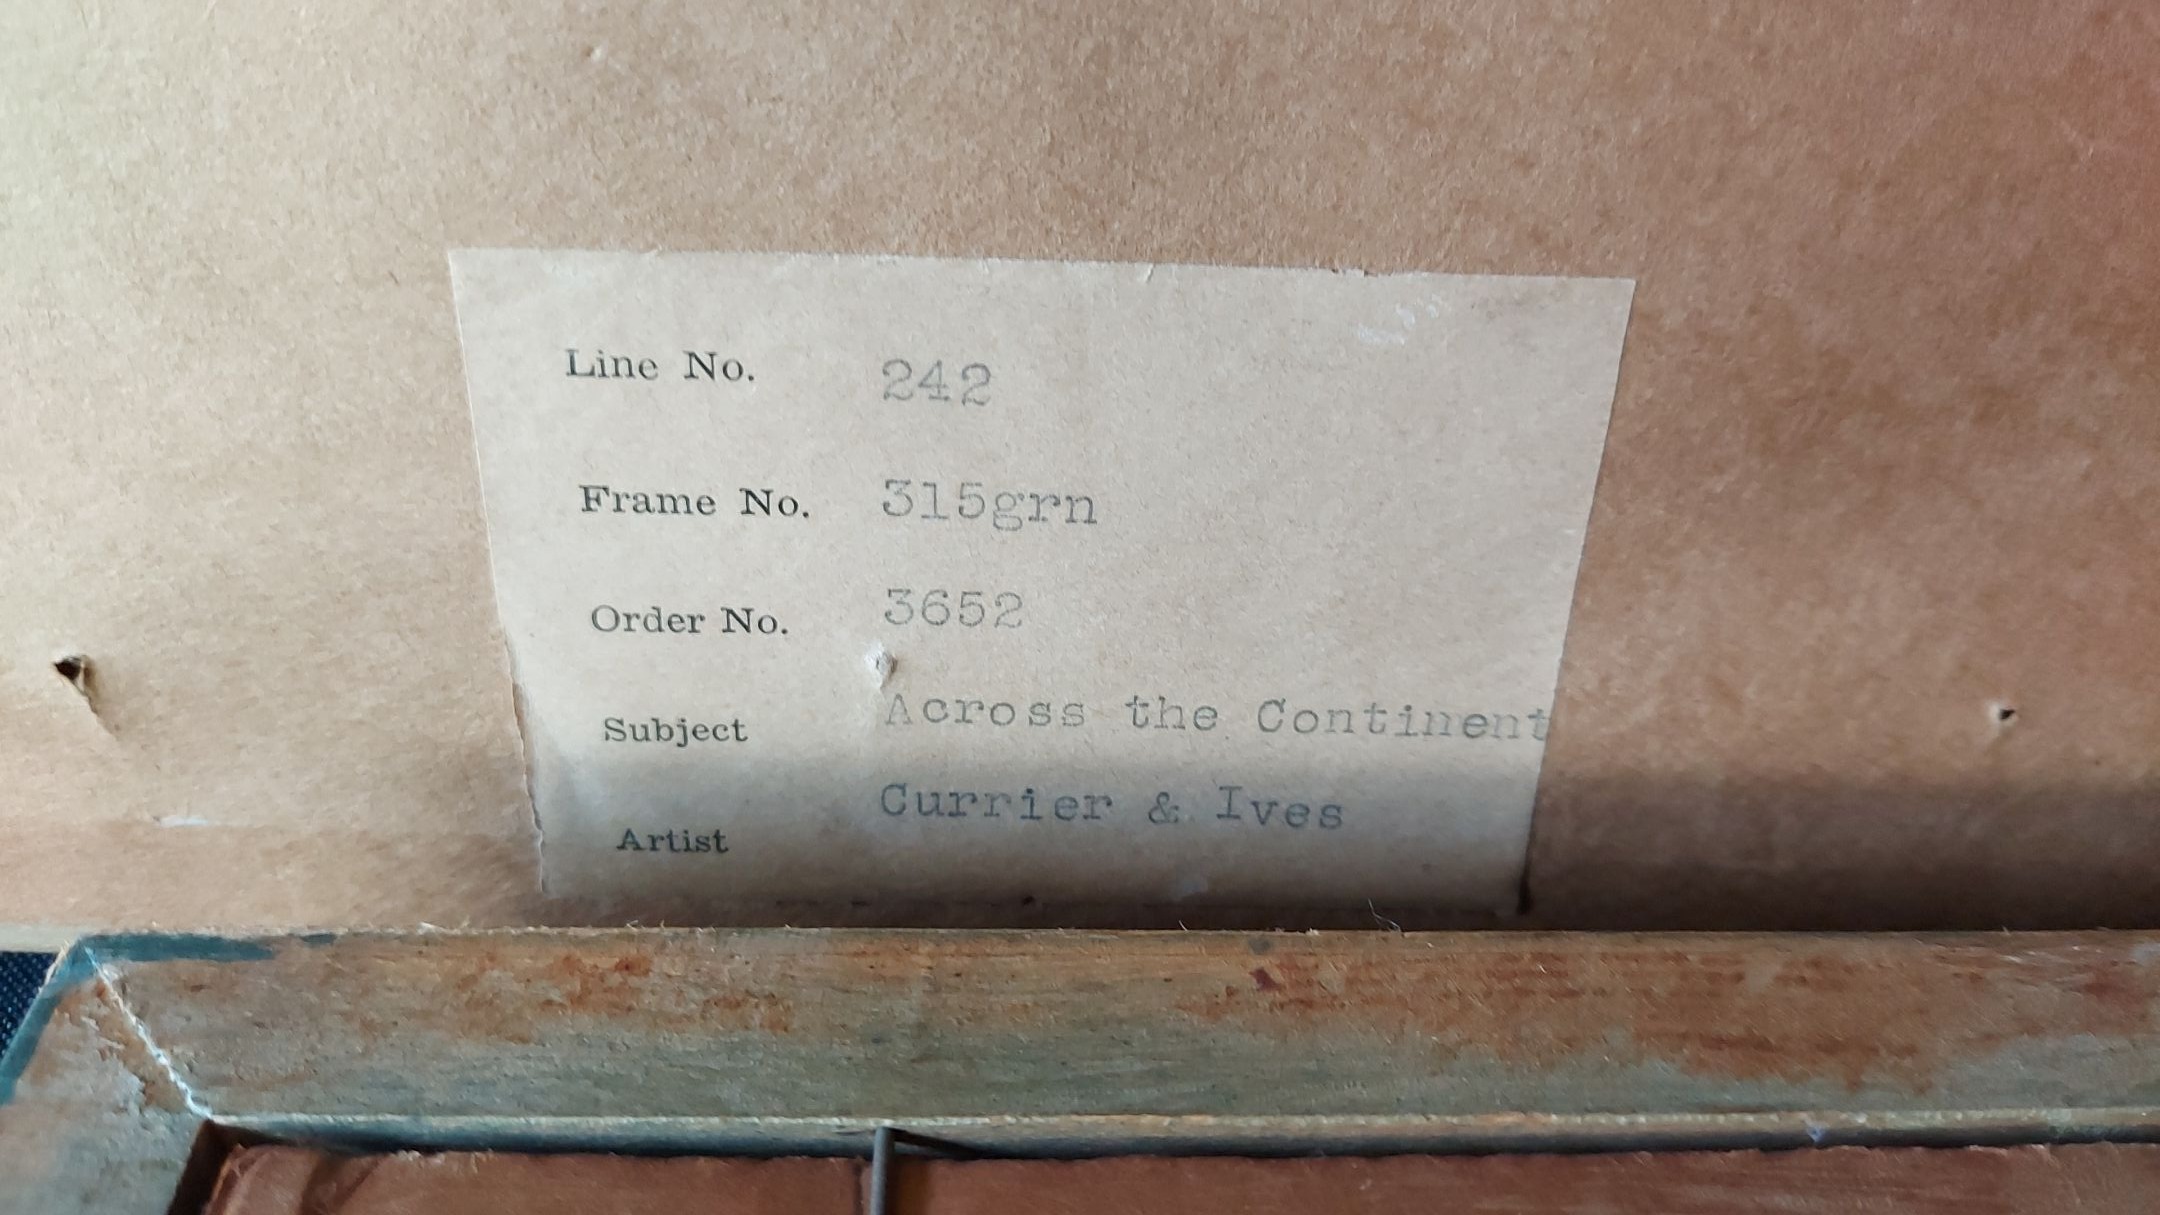 Line No. 242
Frame No. 315grn
Order No. 3652
Subject Across the Continent
Artist Currier & Ives